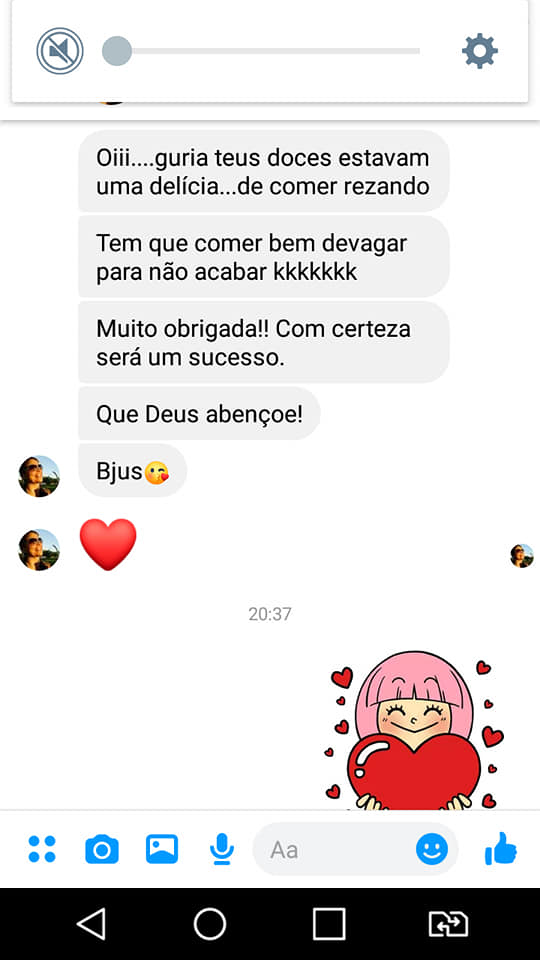 Oiii....guria teus doces estavam
uma delícia...de comer rezando
Tem que comer bem devagar
para não acabar kkkkkkk
Muito obrigada!! Com certeza
será um sucesso.
Que Deus abençoe!
Bjus😘
20:37
Aa